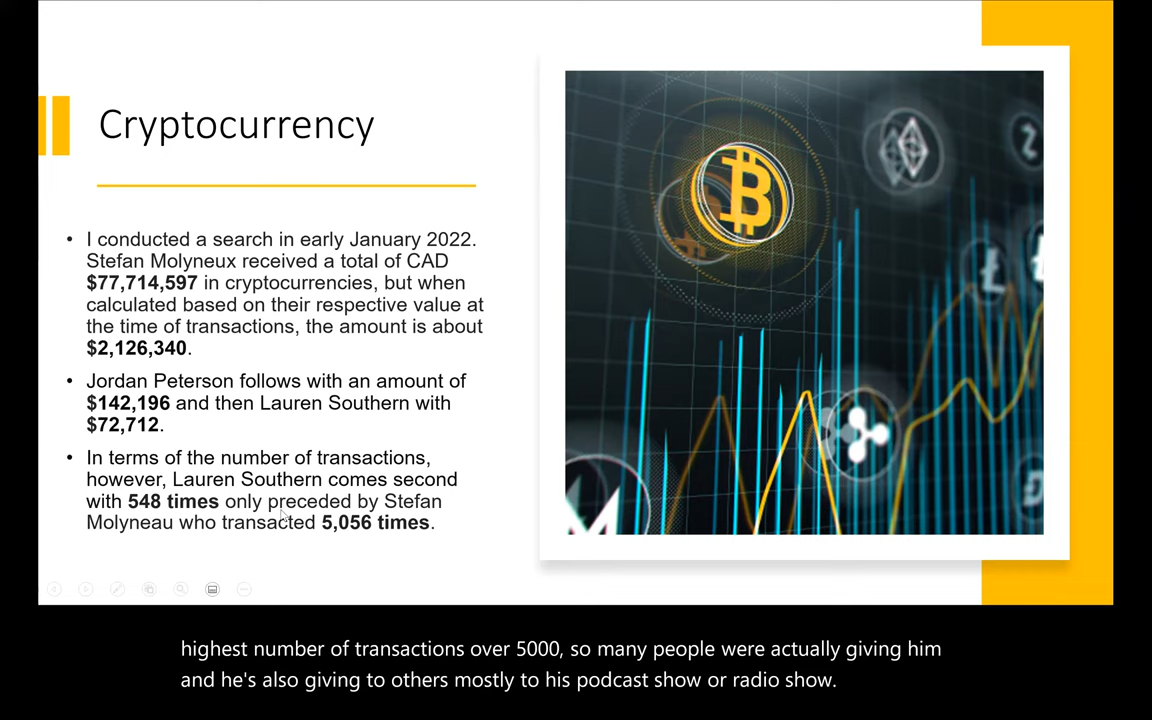 Cryptocurrency
• I conducted a search in early January 2022.
Stefan Molyneux received a total of CAD
$77,714,597 in cryptocurrencies, but when
calculated based on their respective value at
the time of transactions, the amount is about
$2,126,340.
• Jordan Peterson follows with an amount of
$142,196 and then Lauren Southern with
$72,712.
• In terms of the number of transactions,
however, Lauren Southern comes second
with 548 times only preceded by Stefan
Molyneau who transacted 5,056 times.
highest number of transactions over 5000, so many people were actually giving him
and he's also giving to others mostly to his podcast show or radio show.